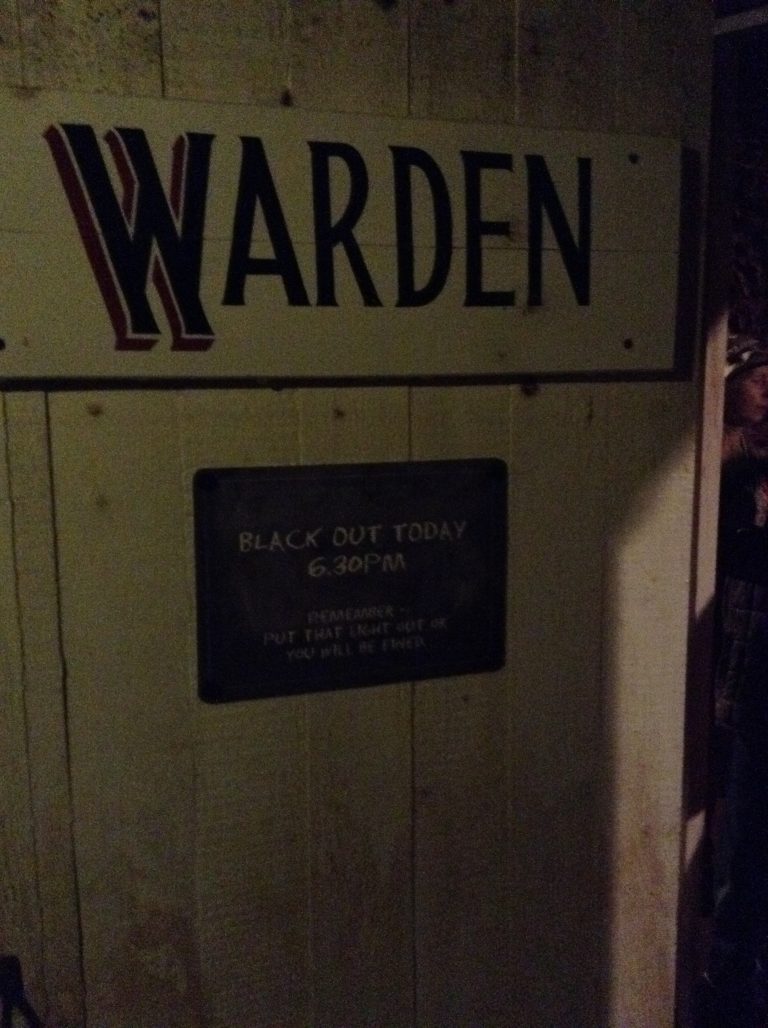 WARDEN
BLACK OUT TODAY
6.30PM
REMEMBER -
PUT THAT LIGHT OUT OR
YOU WILL BE FINED.